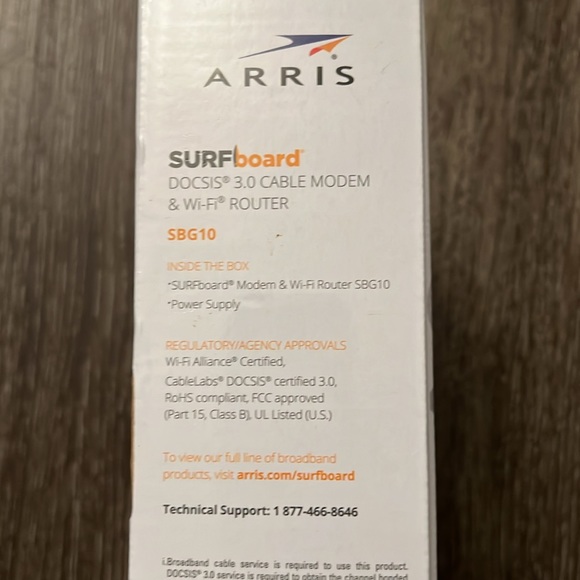 ARRIS
SURFboard®
DOCSIS® 3.0 CABLE MODEM
& Wi-Fi® ROUTER
SBG10
INSIDE THE BOX
•SURFboard® Modem & Wi-Fi Router SBG10
•Power Supply
REGULATORY/AGENCY APPROVALS
Wi-Fi Alliance® Certified,
CableLabs® DOCSIS® certified 3.0,
RoHS compliant, FCC approved
(Part 15, Class B), UL Listed (U.S.)
To view our full line of broadband
products, visit arris.com/surfboard
Technical Support: 1 877-466-8646
i.Broadband cable service is required to use this product.
DOCSIS® 3.0 service is required to obtain the channel bonded